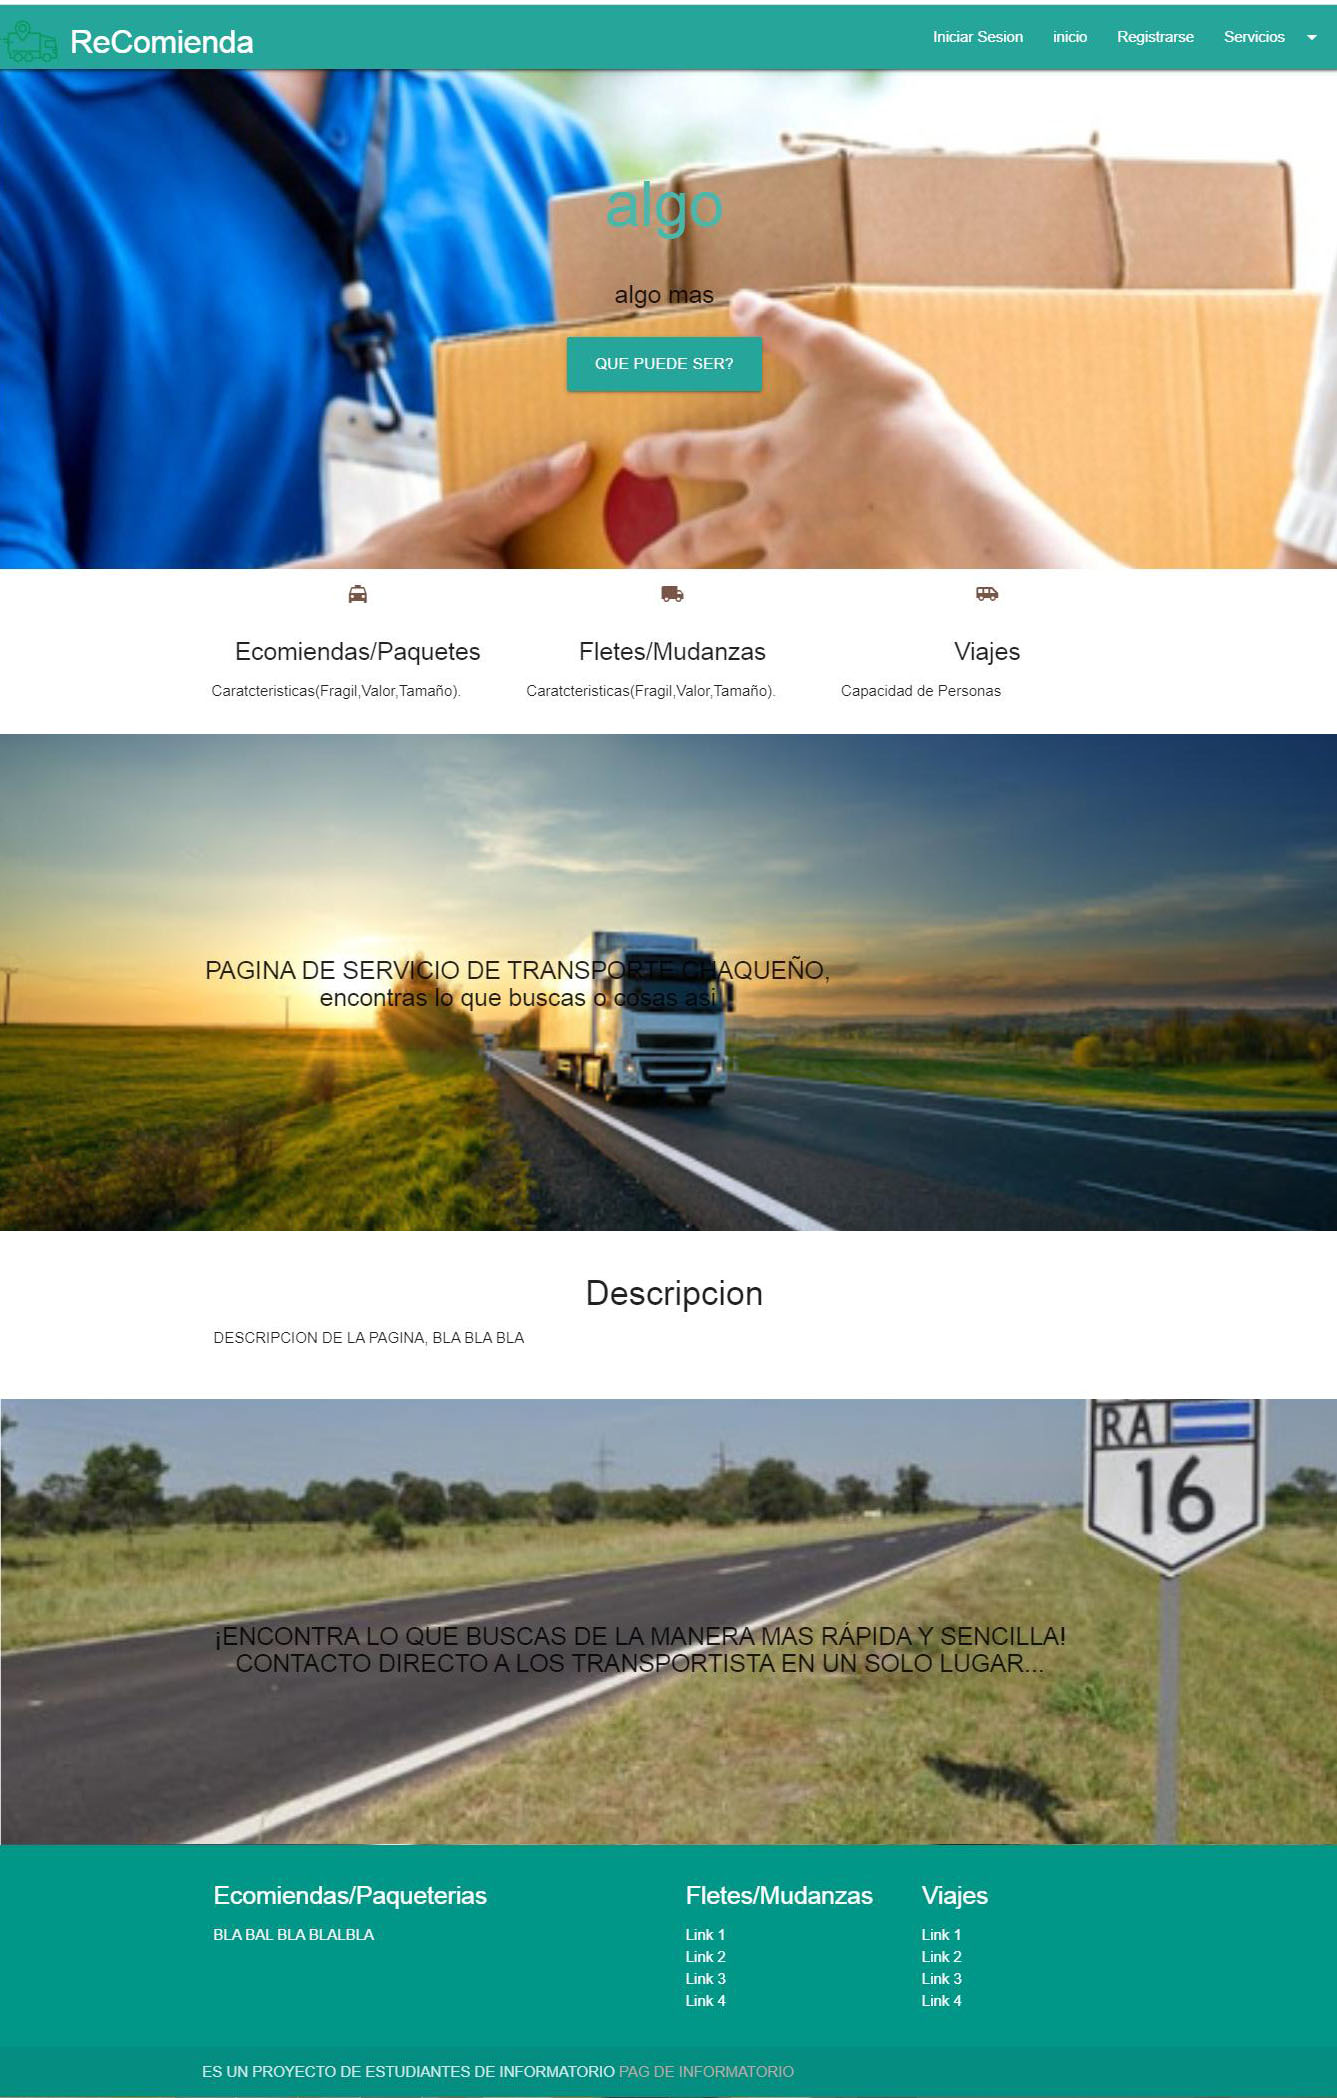 ReComienda
Iniciar Sesion inicio Registrarse Servicios
algo
algo mas
QUE PUEDE SER?
Ecomiendas/Paquetes
Caratcteristicas(Fragil,Valor,Tamaño).
Fletes/Mudanzas
Caratcteristicas(Fragil,Valor,Tamaño).
Viajes
Capacidad de Personas
PAGINA DE SERVICIO DE TRANSPORTE CHAQUEÑO,
encontras lo que buscas o cosas asi
Descripcion
DESCRIPCION DE LA PAGINA, BLA BLA BLA
RA
16
¡ENCONTRA LO QUE BUSCAS DE LA MANERA MAS RÁPIDA Y SENCILLA!
CONTACTO DIRECTO A LOS TRANSPORTISTA EN UN SOLO LUGAR...
Ecomiendas/Paqueterias
BLA BAL BLA BLALBLA
Fletes/Mudanzas
Link 1
Link 2
Link 3
Link 4
Viajes
Link 1
Link 2
Link 3
Link 4
ES UN PROYECTO DE ESTUDIANTES DE INFORMATORIO PAG DE INFORMATORIO